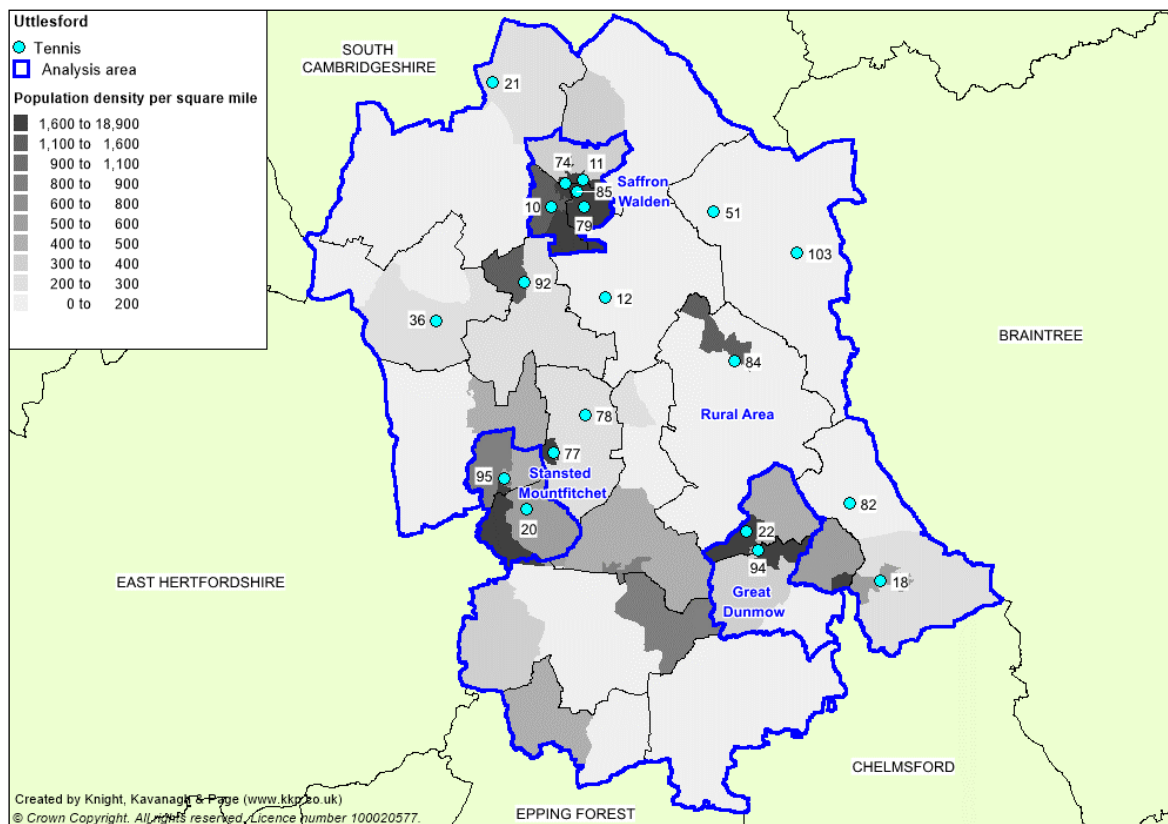 Uttlesford
Tennis
Analysis area
Population density per square mile
1,600 to 18,900
1,100 to 1,600
900 to 1,100
800 to 900
600 to 800
500 to 600
400 to 500
300 to 400
200 to 300
0 to 200
SOUTH
CAMBRIDGESHIRE
21
74
11
85
Saffron
Walden
10
79
51
103
92
12
36
84
BRAINTREE
78
Rural Area
77
95
Stansted
Mountfitchet
20
82
22
94
18
EAST HERTFORDSHIRE
Great
Dunmow
CHELMSFORD
EPPING FOREST
Created by Knight, Kavanagh & Page (www.kkp.co.uk)
© Crown Copyright. All rights reserved. Licence number 100020577.